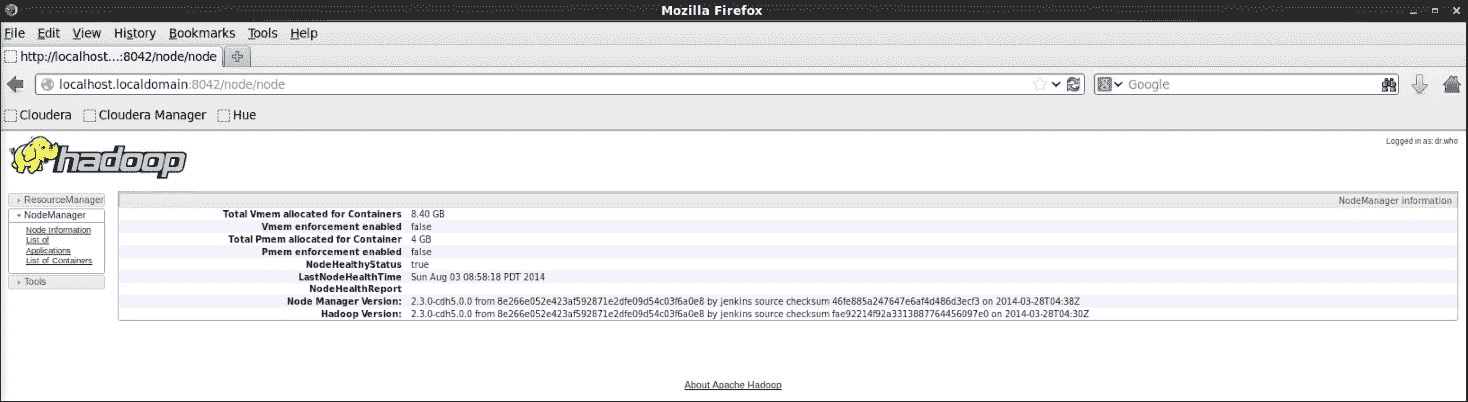 Mozilla Firefox
File Edit View History Bookmarks Tools Help
http://localhost...:8042/node/node
localhost.localdomain:8042/node/node
Google
Cloudera Cloudera Manager Hue
hadoop
Logged in as: dr.who
ResourceManager
NodeManager
Node Information
List of
Applications
List of Containers
Tools
NodeManager information
Total Vmem allocated for Containers 8.40 GB
Vmem enforcement enabled false
Total Pmem allocated for Container 4 GB
Pmem enforcement enabled false
NodeHealthyStatus true
LastNodeHealthTime Sun Aug 03 08:58:18 PDT 2014
NodeHealthReport
Node Manager Version: 2.3.0-cdh5.0.0 from 8e266e052e423af592871e2dfe09d54c03f6a0e8 by jenkins source checksum 46fe885a247647e6af4d486d3ecf3 on 2014-03-28T04:38Z
Hadoop Version: 2.3.0-cdh5.0.0 from 8e266e052e423af592871e2dfe09d54c03f6a0e8 by jenkins source checksum fae92214f92a3313887764456097e0 on 2014-03-28T04:30Z
About Apache Hadoop